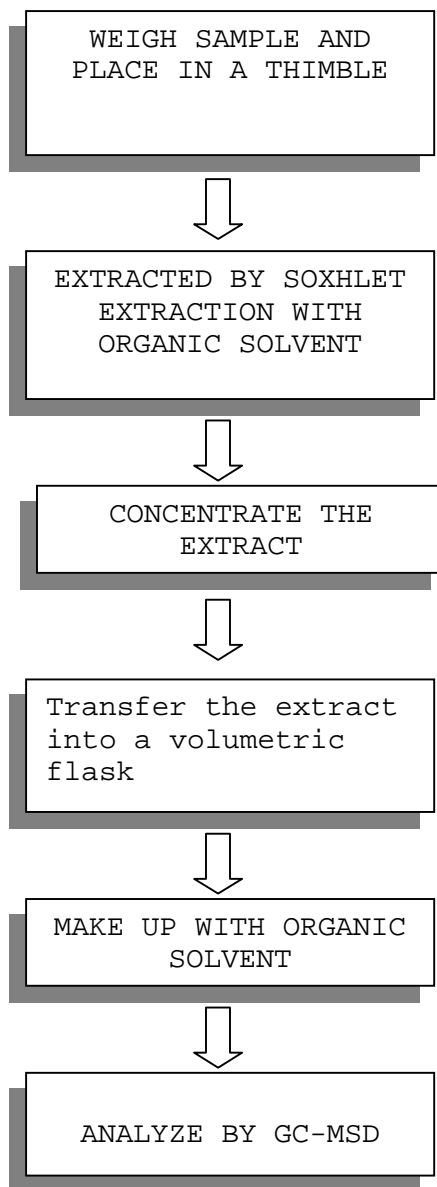 WEIGH SAMPLE AND
PLACE IN A THIMBLE
EXTRACTED BY SOXHLET
EXTRACTION WITH
ORGANIC SOLVENT
CONCENTRATE THE
EXTRACT
Transfer the extract
into a volumetric
flask
MAKE UP WITH ORGANIC
SOLVENT
ANALYZE BY GC-MSD